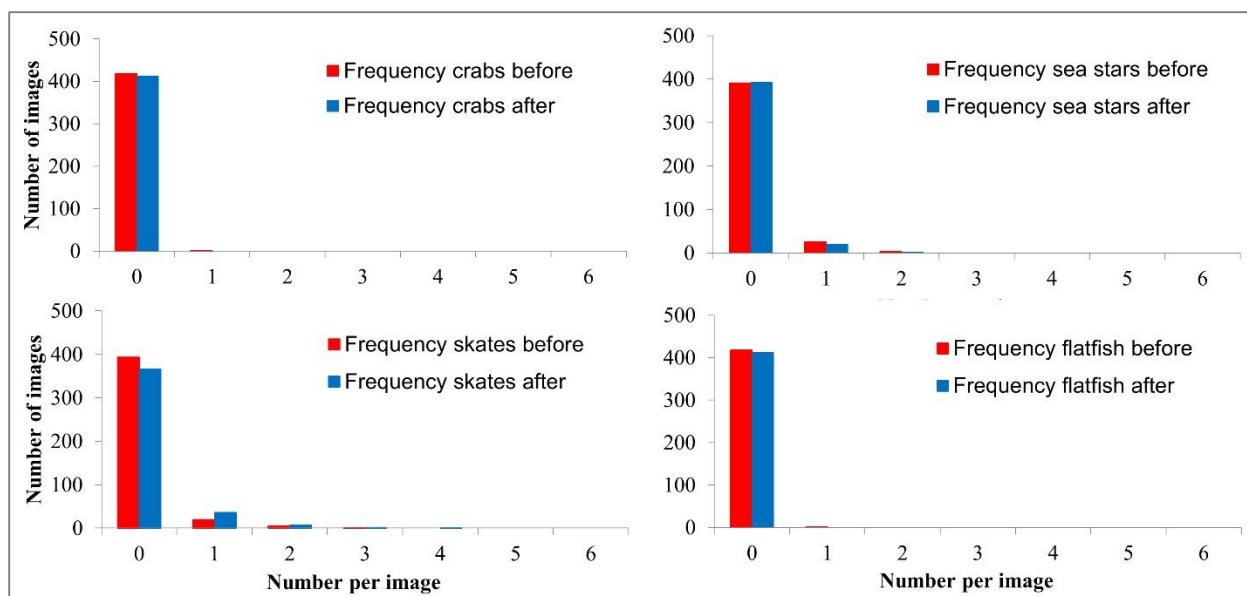 500
400
300
200
100
0
Number of images
Frequency crabs before
Frequency crabs after
0 1 2 3 4 5 6
500
400
300
200
100
0
Frequency sea stars before
Frequency sea stars after
0 1 2 3 4 5 6
500
400
300
200
100
0
Number of images
Frequency skates before
Frequency skates after
0 1 2 3 4 5 6
Number per image
500
400
300
200
100
0
Frequency flatfish before
Frequency flatfish after
0 1 2 3 4 5 6
Number per image